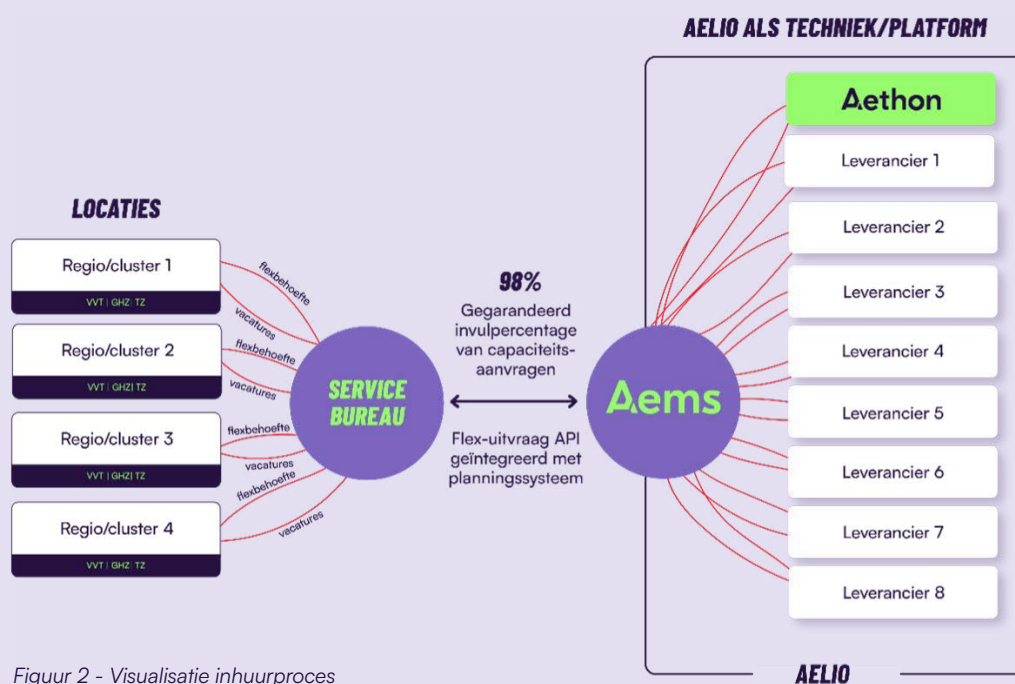 AELIO ALS TECHNIEK/PLATFORM
Aethon
Leverancier 1
Leverancier 2
Leverancier 3
Leverancier 4
Leverancier 5
Leverancier 6
Leverancier 7
Leverancier 8
AELIO
LOCATIES
Regio/cluster 1
VVT | GHZ| TZ
Regio/cluster 2
VVT | GHZ| TZ
Regio/cluster 3
VVT | GHZ| TZ
Regio/cluster 4
VVT | GHZ| TZ
flexbehoefte
vacatures
flexbehoefte
vacatures
flexbehoefte
vacatures
flexbehoefte
vacatures
SERVICE
BUREAU
98%
Gegarandeerd
invulpercentage
van capaciteits-
aanvragen
Flex-uitvraag API
geïntegreerd met
planningssysteem
Aems
Figuur 2 - Visualisatie inhuurproces